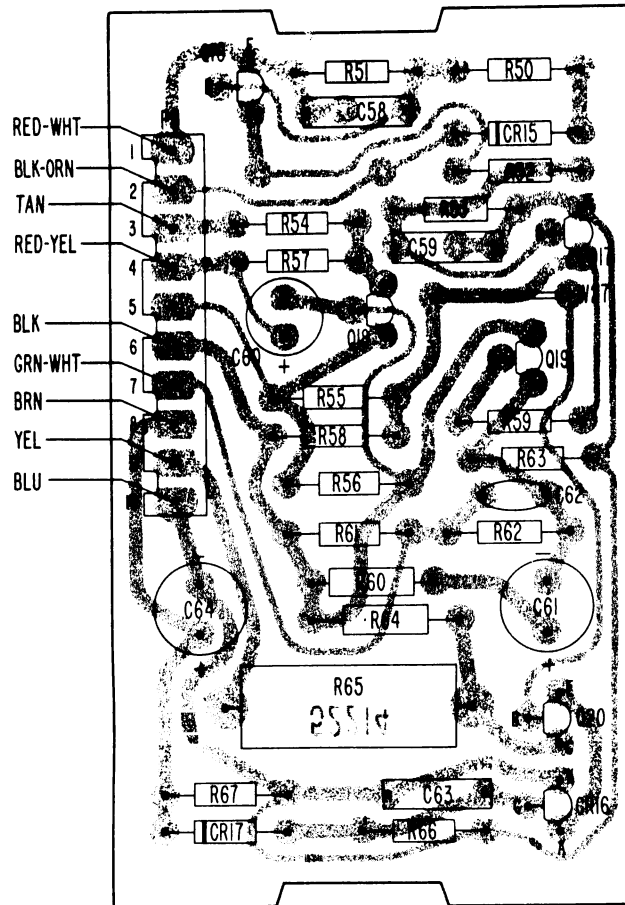 R51
R50
C58
RED-WHT
1
CR15
BLK-ORN
2
TAN
3
R54
RED-YEL
4
R57
C59
5
BLK
6
C60
+
Q19
GRN-WHT
7
R55
BRN
R59
R58
YEL
R63
BLU
R56
C62
R61
R62
R60
C64
C61
R64
+
+
R65
Q20
R67
C63
CR16
CR17
R66
A